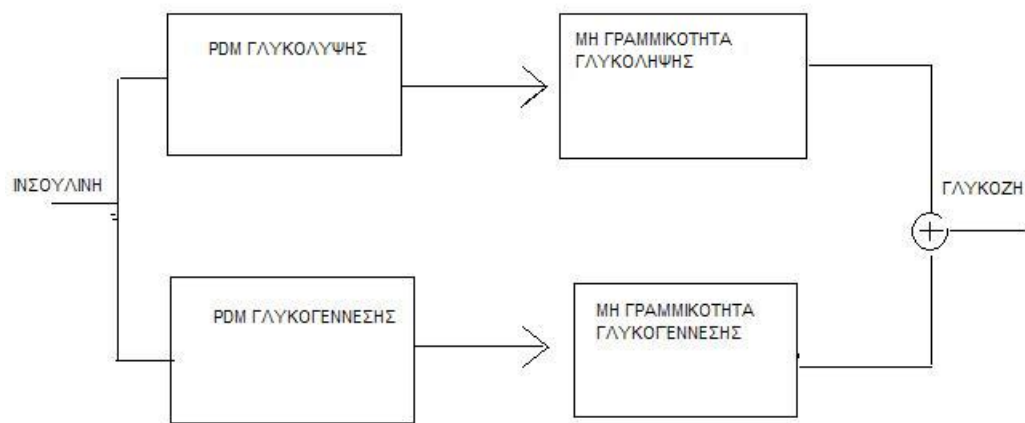 PDM ΓΛΥΚΟΛΥΨΗΣ
ΜΗ ΓΡΑΜΜΙΚΟΤΗΤΑ
ΓΛΥΚΟΛΗΨΗΣ
ΙΝΣΟΥΛΙΝΗ
ΓΛΥΚΟΖΗ
PDM ΓΛΥΚΟΓΕΝΝΕΣΗΣ
ΜΗ ΓΡΑΜΜΙΚΟΤΗΤΑ
ΓΛΥΚΟΓΕΝΝΕΣΗΣ